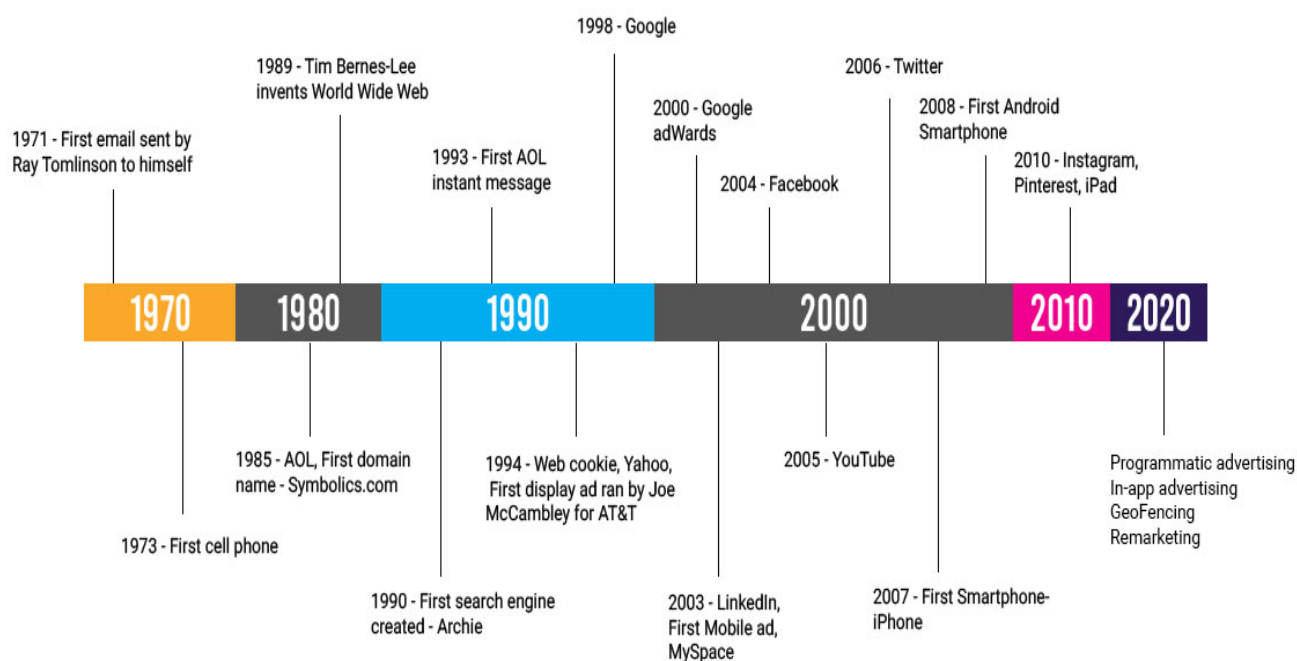 1998 - Google
1989 - Tim Bernes-Lee
invents World Wide Web
2006 - Twitter
2000 - Google
adWards
2008 - First Android
Smartphone
1971 - First email sent by
Ray Tomlinson to himself
1993 - First AOL
instant message
2004 - Facebook
2010 - Instagram,
Pinterest, iPad
1970
1980
1990
2000
2010
2020
1985 - AOL, First domain
name - Symbolics.com
1994 - Web cookie, Yahoo,
First display ad ran by Joe
McCambley for AT&T
2005 - YouTube
Programmatic advertising
In-app advertising
GeoFencing
Remarketing
1973 - First cell phone
1990 - First search engine
created - Archie
2003 - LinkedIn,
First Mobile ad,
MySpace
2007 - First Smartphone-
iPhone